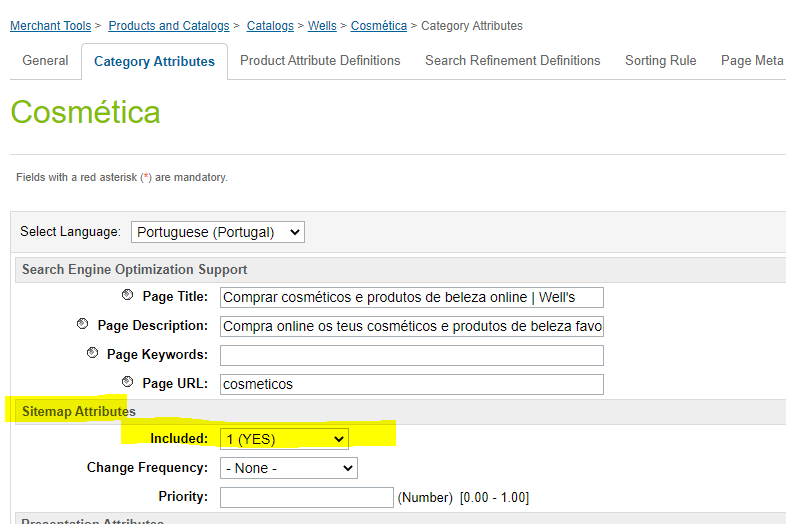 Merchant Tools > Products and Catalogs > Catalogs > Wells > Cosmética > Category Attributes
General Category Attributes Product Attribute Definitions Search Refinement Definitions Sorting Rule Page Meta
Cosmética
Fields with a red asterisk (*) are mandatory.
Select Language: Portuguese (Portugal)
Search Engine Optimization Support
Page Title: Comprar cosméticos e produtos de beleza online | Well's
Page Description: Compra online os teus cosméticos e produtos de beleza favo
Page Keywords:
Page URL: cosmeticos
Sitemap Attributes
Included: 1 (YES)
Change Frequency: - None -
Priority: (Number) [0.00 - 1.00]
Presentation Attributes